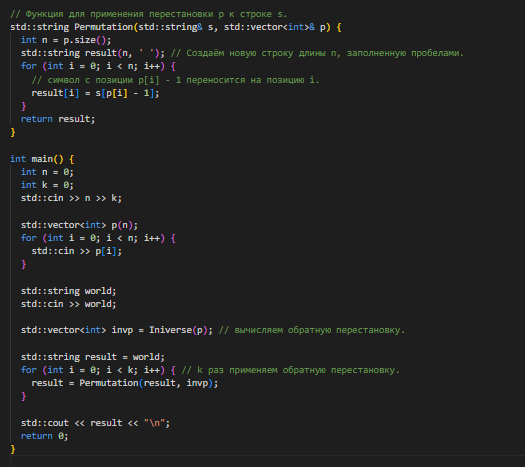 // Функция для применения перестановки p к строке s.
std::string Permutation(std::string& s, std::vector<int>& p) {
  int n = p.size();
  std::string result(n, ' '); // Создаём новую строку длины n, заполненную пробелами.
  for (int i = 0; i < n; i++) {
    // символ с позиции p[i] - 1 переносится на позицию i.
    result[i] = s[p[i] - 1];
  }
  return result;
}

int main() {
  int n = 0;
  int k = 0;
  std::cin >> n >> k;

  std::vector<int> p(n);
  for (int i = 0; i < n; i++) {
    std::cin >> p[i];
  }

  std::string world;
  std::cin >> world;

  std::vector<int> invp = Iniverse(p); // вычисляем обратную перестановку.

  std::string result = world;
  for (int i = 0; i < k; i++) { // k раз применяем обратную перестановку.
    result = Permutation(result, invp);
  }

  std::cout << result << "\n";
  return 0;
}